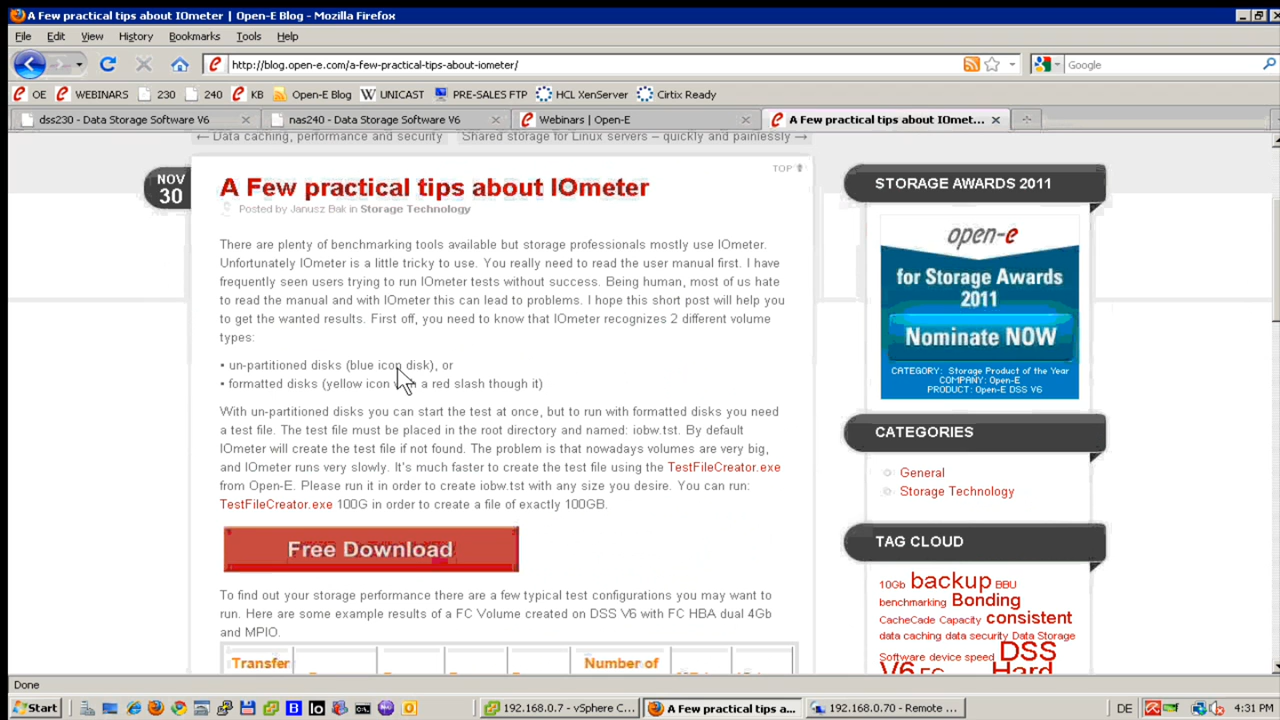 A Few practical tips about IOmeter | Open-E Blog - Mozilla Firefox
File Edit View History Bookmarks Tools Help
http://blog.open-e.com/a-few-practical-tips-about-iometer/
Google
OE WEBINARS 230 240 KB Open-E Blog UNICAST PRE-SALES FTP HCL XenServer Cirtix Ready
dss230 - Data Storage Software V6
nas240 - Data Storage Software V6
Webinars | Open-E
A Few practical tips about IOmet...
← Data caching, performance and security
Shared storage for Linux servers – quickly and painlessly →
NOV
30
TOP
A Few practical tips about IOmeter
Posted by Janusz Bak in Storage Technology
There are plenty of benchmarking tools available but storage professionals mostly use IOmeter.
Unfortunately IOmeter is a little tricky to use. You really need to read the user manual first. I have
frequently seen users trying to run IOmeter tests without success. Being human, most of us hate
to read the manual and with IOmeter this can lead to problems. I hope this short post will help you
to get the wanted results. First off, you need to know that IOmeter recognizes 2 different volume
types:
• un-partitioned disks (blue icon disk), or
• formatted disks (yellow icon a red slash though it)
With un-partitioned disks you can start the test at once, but to run with formatted disks you need
a test file. The test file must be placed in the root directory and named: iobw.tst. By default
IOmeter will create the test file if not found. The problem is that nowadays volumes are very big,
and IOmeter runs very slowly. It's much faster to create the test file using the TestFileCreator.exe
from Open-E. Please run it in order to create iobw.tst with any size you desire. You can run:
TestFileCreator.exe 100G in order to create a file of exactly 100GB.
Free Download
To find out your storage performance there are a few typical test configurations you may want to
run. Here are some example results of a FC Volume created on DSS V6 with FC HBA dual 4Gb
and MPIO.
Transfer
Number of
STORAGE AWARDS 2011
open-e
for Storage Awards
2011
Nominate NOW
CATEGORY: Storage Product of the Year
COMPANY: Open-E
PRODUCT: Open-E DSS V6
CATEGORIES
General
Storage Technology
TAG CLOUD
10Gb backup BBU
benchmarking Bonding
CacheCade Capacity consistent
data caching data security Data Storage
Software device speed DSS
V6 FC Hard
Done
Start
192.168.0.7 - vSphere C...
A Few practical tips a...
192.168.0.70 - Remote ...
DE
4:31 PM